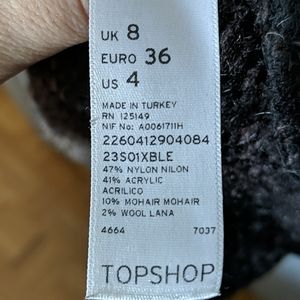 UK 8
EURO 36
US 4
MADE IN TURKEY
RN 125149
NIF No: A0061711H
2260412904084
23S01XBLE
47% NYLON NILON
41% ACRYLIC
ACRILICO
10% MOHAIR MOHAIR
2% WOOL LANA
4664 7037
TOPSHOP